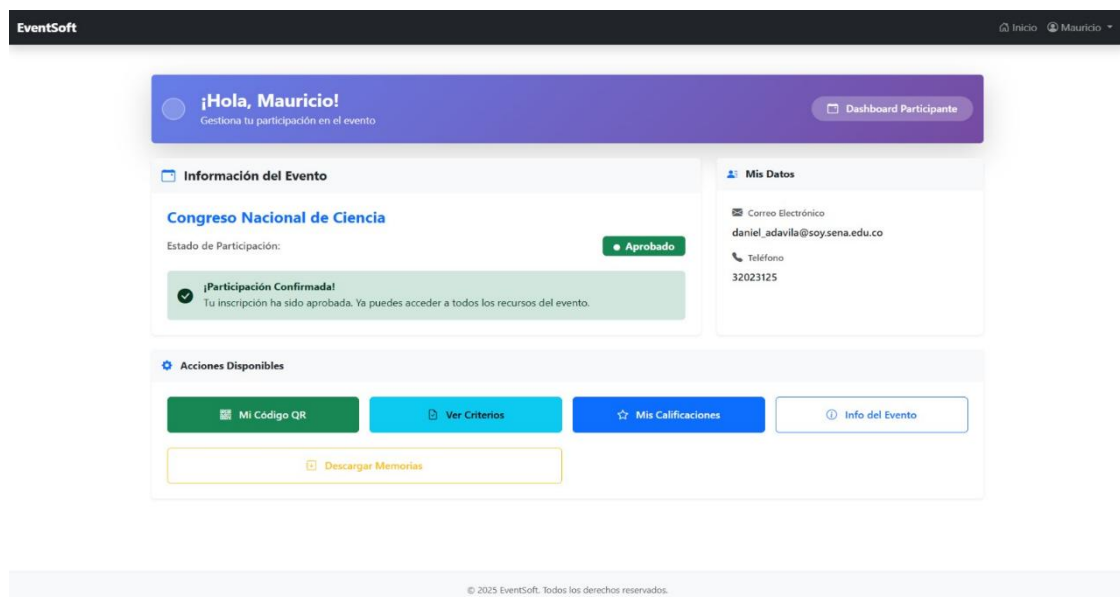 EventSoft
Inicio Mauricio
¡Hola, Mauricio!
Gestiona tu participación en el evento
Dashboard Participante
Información del Evento
Congreso Nacional de Ciencia
Estado de Participación:
Aprobado
¡Participación Confirmada!
Tu inscripción ha sido aprobada. Ya puedes acceder a todos los recursos del evento.
Mis Datos
Correo Electrónico
daniel_adavila@soy.sena.edu.co
Teléfono
32023125
Acciones Disponibles
Mi Código QR
Ver Criterios
Mis Calificaciones
Info del Evento
Descargar Memorias
© 2025 EventSoft. Todos los derechos reservados.